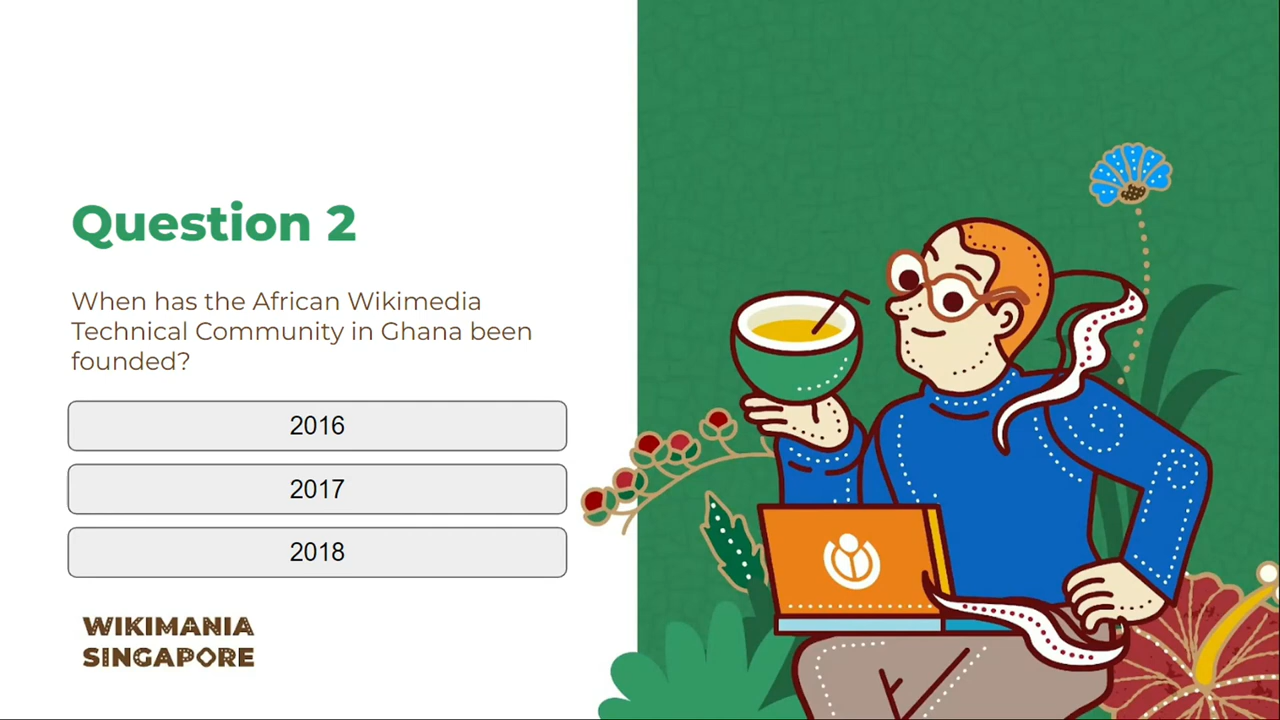 Question 2
When has the African Wikimedia
Technical Community in Ghana been
founded?
2016
2017
2018
WIKIMANIA
SINGAPORE